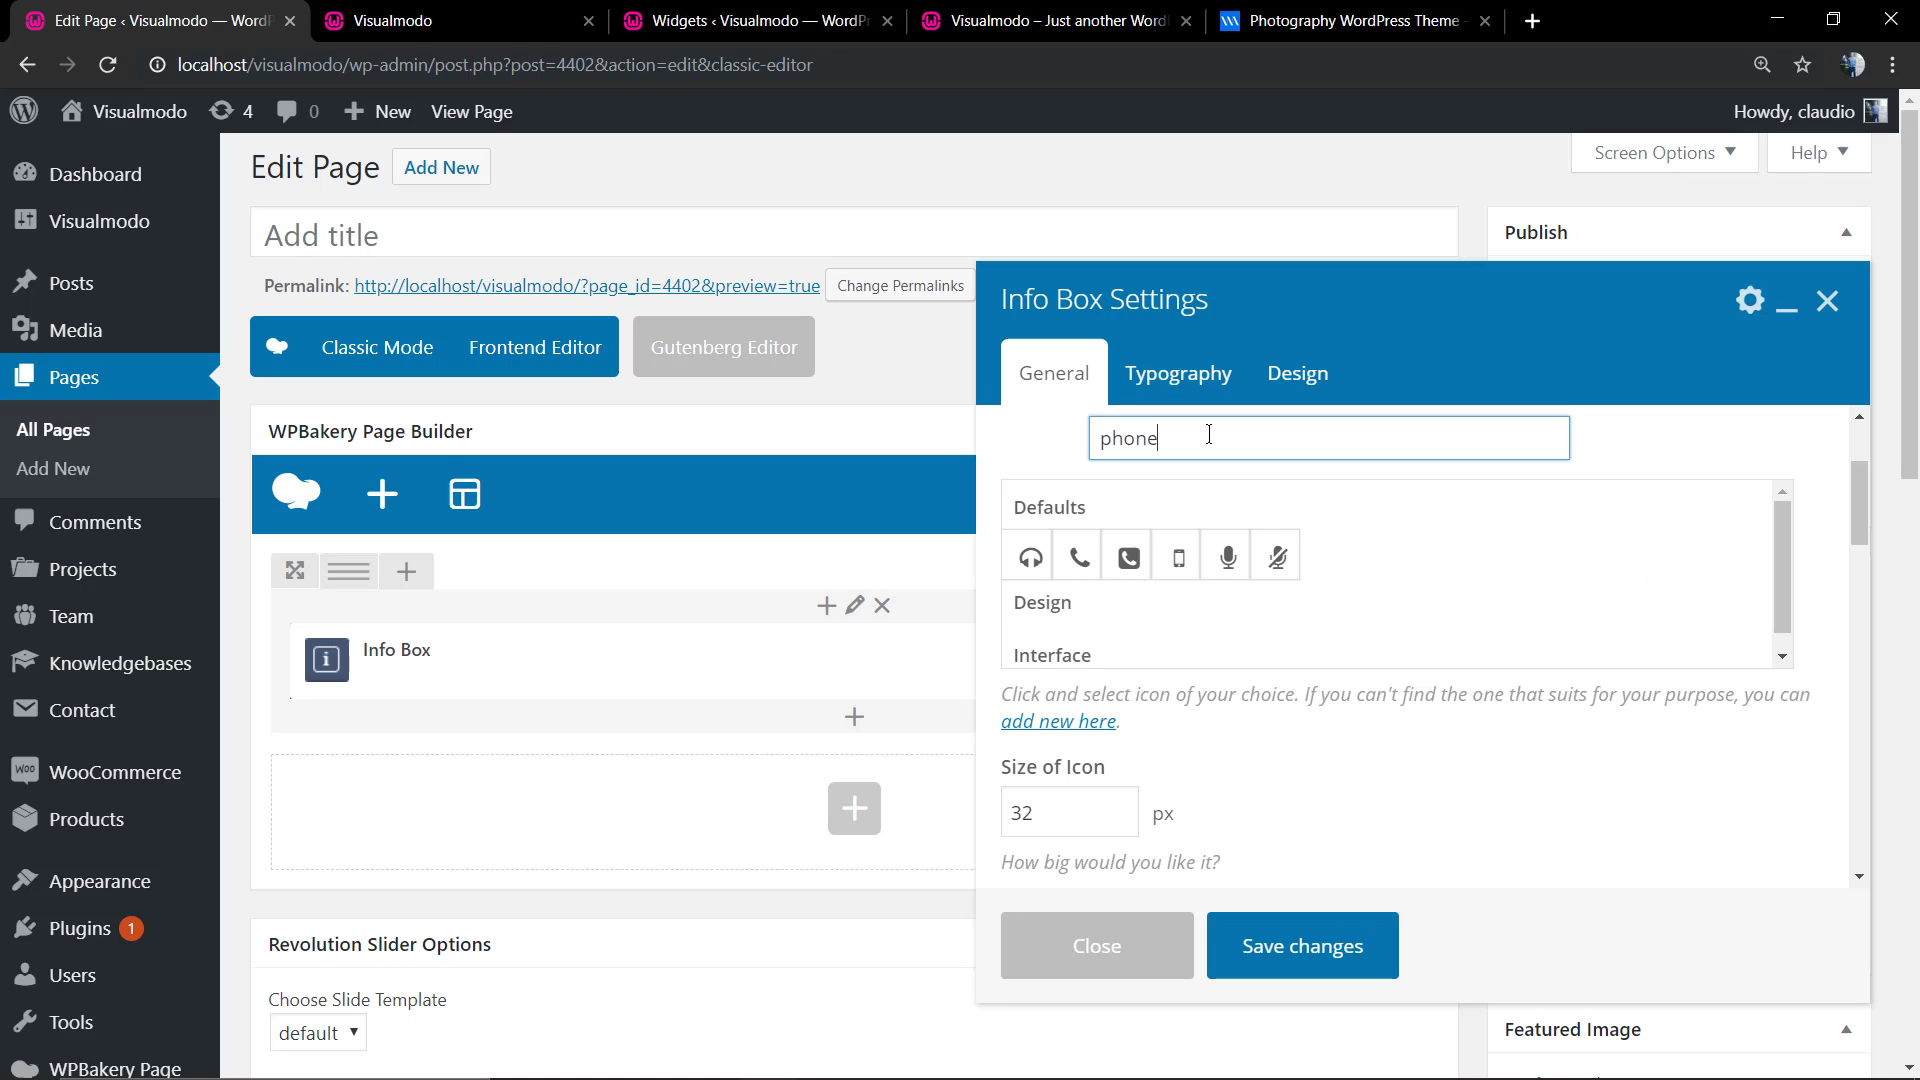 Edit Page ‹ Visualmodo — WordP
Visualmodo
Widgets ‹ Visualmodo — WordPr
Visualmodo – Just another Word
Photography WordPress Theme -
localhost/visualmodo/wp-admin/post.php?post=4402&action=edit&classic-editor
Visualmodo
4
0
New
View Page
Howdy, claudio
Dashboard
Visualmodo
Posts
Media
Pages
All Pages
Add New
Comments
Projects
Team
Knowledgebases
Contact
Woo
WooCommerce
Products
Appearance
Plugins 1
Users
Tools
WPBakery Page
Edit Page
Add New
Screen Options
Help
Add title
Permalink: http://localhost/visualmodo/?page_id=4402&preview=true
Change Permalinks
Classic Mode
Frontend Editor
Gutenberg Editor
WPBakery Page Builder
Info Box
Revolution Slider Options
Choose Slide Template
default
Publish
Info Box Settings
General
Typography
Design
phone
Defaults
Design
Interface
Click and select icon of your choice. If you can't find the one that suits for your purpose, you can
add new here.
Size of Icon
32
px
How big would you like it?
Close
Save changes
Featured Image